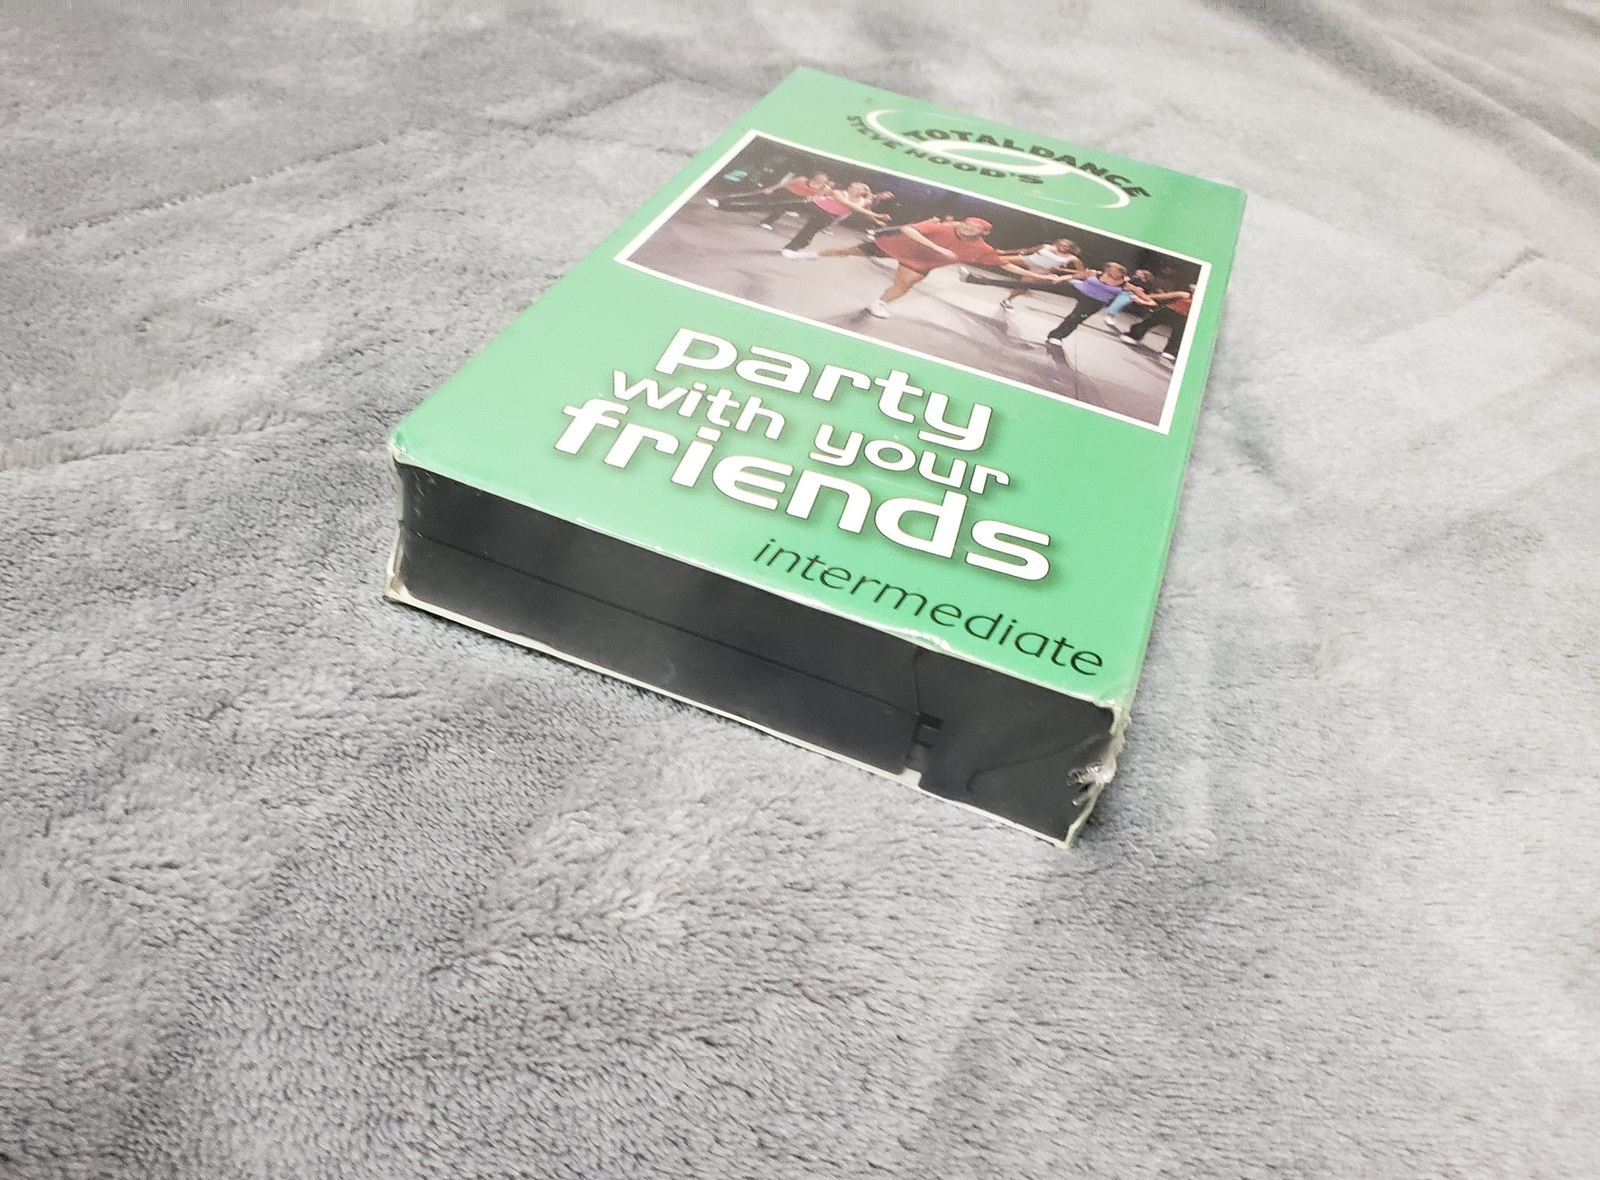 TOTALDANCE
STEVE HOOD'S
party
with your
friends
intermediate